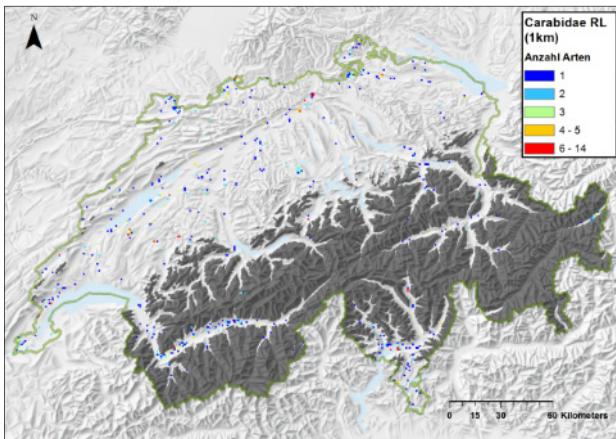 N
Carabidae RL
(1km)
Anzahl Arten
1
2
3
4 - 5
6 - 14
0 15 30 60 Kilometers